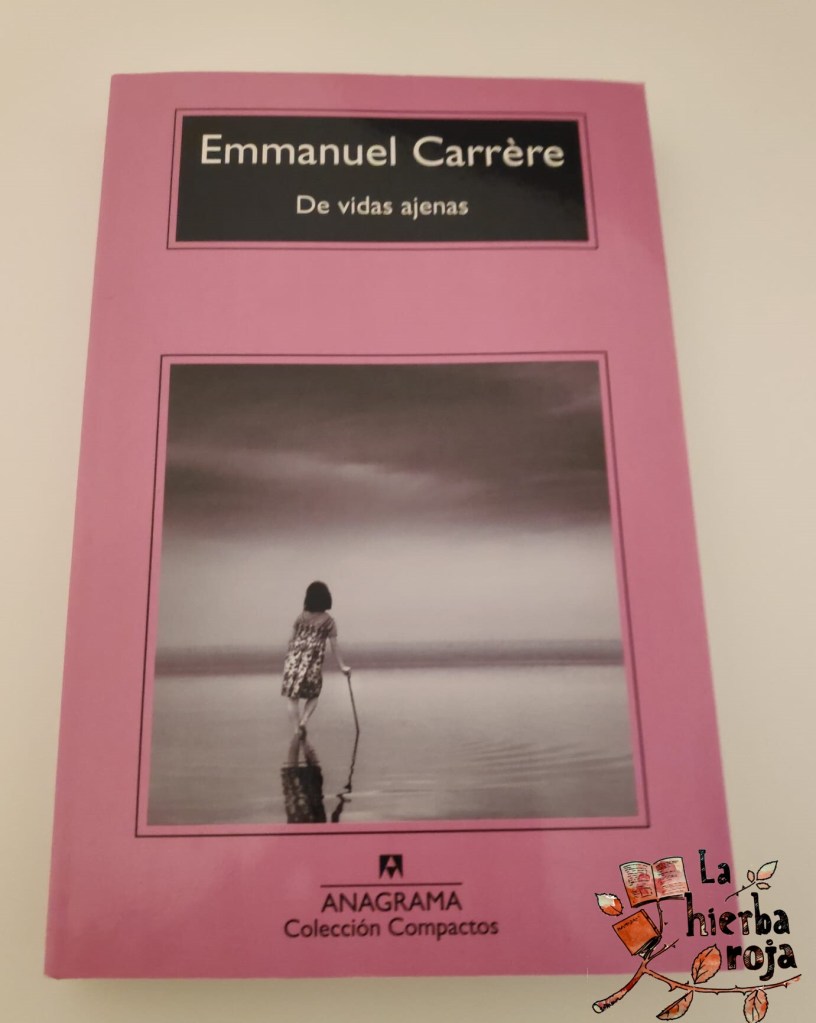 Emmanuel Carrère
De vidas ajenas
ANAGRAMA
Colección Compactos
La
hierba
roja